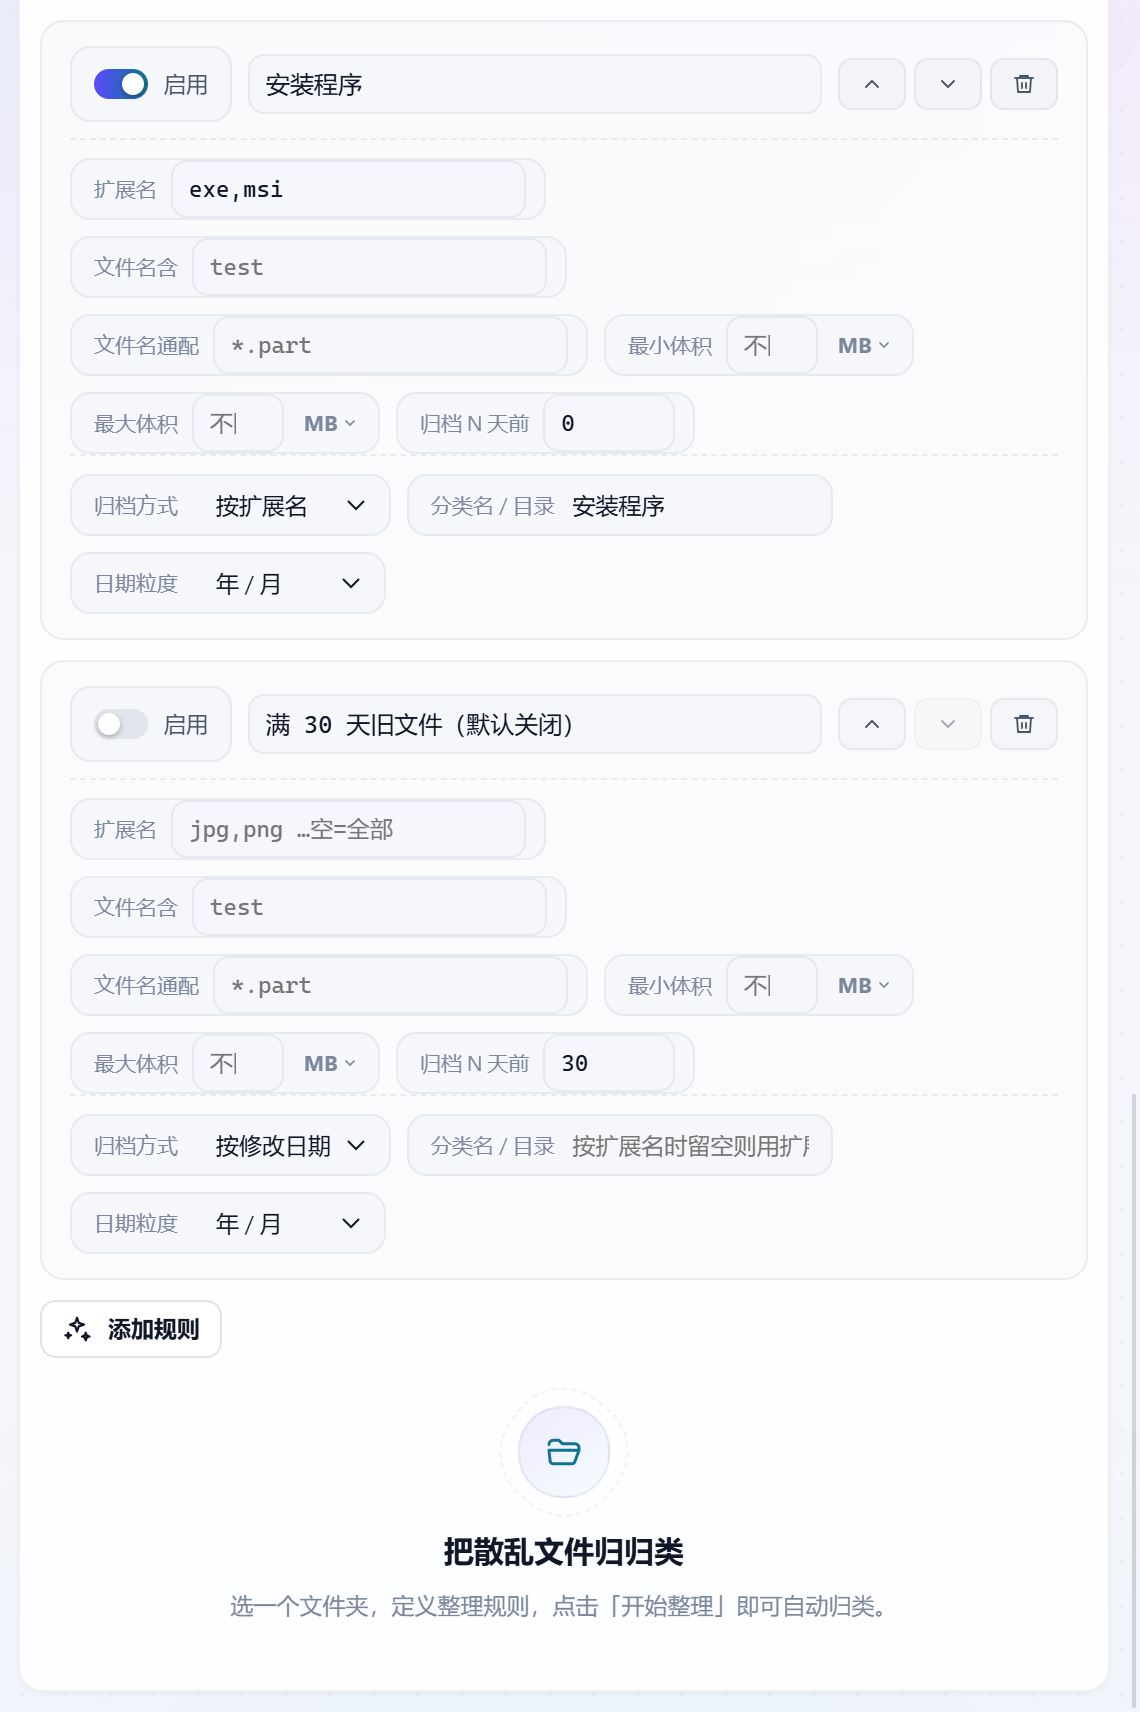 启用 安装程序
扩展名 exe,msi
文件名含 test
文件名通配 *.part 最小体积 不 MB
最大体积 不 MB 归档 N 天前 0
归档方式 按扩展名 分类名 / 目录 安装程序
日期粒度 年 / 月
启用 满 30 天旧文件（默认关闭）
扩展名 jpg,png …空=全部
文件名含 test
文件名通配 *.part 最小体积 不 MB
最大体积 不 MB 归档 N 天前 30
归档方式 按修改日期 分类名 / 目录 按扩展名时留空则用扩
日期粒度 年 / 月
添加规则
把散乱文件归归类
选一个文件夹，定义整理规则，点击「开始整理」即可自动归类。